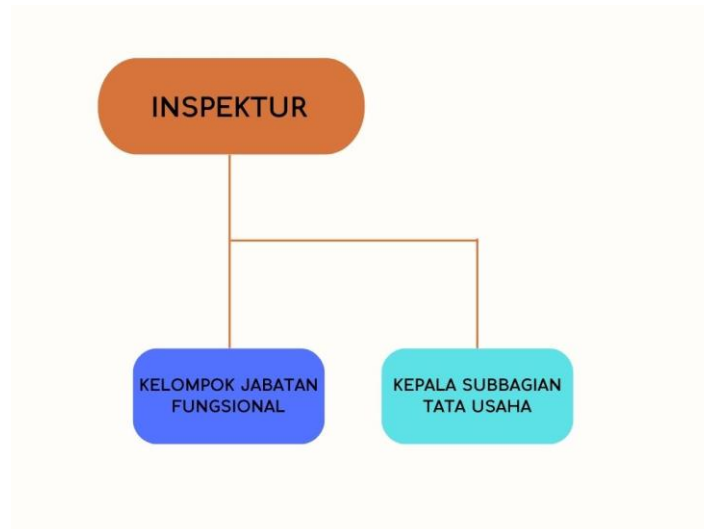 INSPEKTUR
KELOMPOK JABATAN
FUNGSIONAL
KEPALA SUBBAGIAN
TATA USAHA